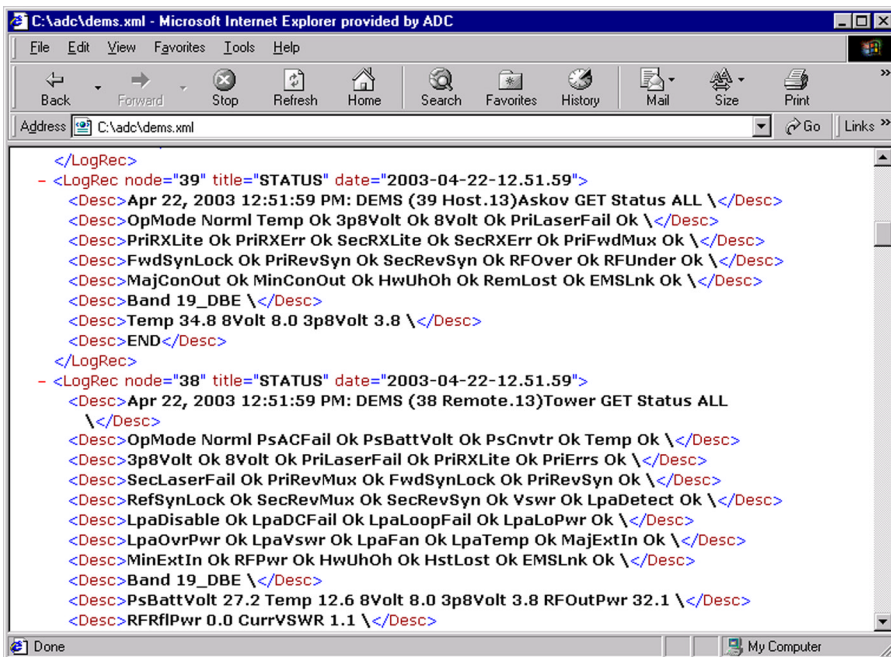 C:\adc\dems.xml - Microsoft Internet Explorer provided by ADC
File Edit View Favorites Tools Help
Back Forward Stop Refresh Home Search Favorites History Mail Size Print »
Address C:\adc\dems.xml Go Links »
</LogRec>
- <LogRec node="39" title="STATUS" date="2003-04-22-12.51.59">
<Desc>Apr 22, 2003 12:51:59 PM: DEMS (39 Host.13)Askov GET Status ALL \</Desc>
<Desc>OpMode Norml Temp Ok 3p8Volt Ok 8Volt Ok PriLaserFail Ok \</Desc>
<Desc>PriRXLite Ok PriRXErr Ok SecRXLite Ok SecRXErr Ok PriFwdMux Ok \</Desc>
<Desc>FwdSynLock Ok PriRevSyn Ok SecRevSyn Ok RFOver Ok RFUnder Ok \</Desc>
<Desc>MajConOut Ok MinConOut Ok HwUhOh Ok RemLost Ok EMSLnk Ok \</Desc>
<Desc>Band 19_DBE \</Desc>
<Desc>Temp 34.8 8Volt 8.0 3p8Volt 3.8 \</Desc>
<Desc>END</Desc>
</LogRec>
- <LogRec node="38" title="STATUS" date="2003-04-22-12.51.59">
<Desc>Apr 22, 2003 12:51:59 PM: DEMS (38 Remote.13)Tower GET Status ALL
\</Desc>
<Desc>OpMode Norml PsACFail Ok PsBattVolt Ok PsCnvtr Ok Temp Ok \</Desc>
<Desc>3p8Volt Ok 8Volt Ok PriLaserFail Ok PriRXLite Ok PriErrs Ok \</Desc>
<Desc>SecLaserFail Ok PriRevMux Ok FwdSynLock Ok PriRevSyn Ok \</Desc>
<Desc>RefSynLock Ok SecRevMux Ok SecRevSyn Ok Vswr Ok LpaDetect Ok \</Desc>
<Desc>LpaDisable Ok LpaDCFail Ok LpaLoopFail Ok LpaLoPwr Ok \</Desc>
<Desc>LpaOvrPwr Ok LpaVswr Ok LpaFan Ok LpaTemp Ok MajExtIn Ok \</Desc>
<Desc>MinExtIn Ok RFPwr Ok HwUhOh Ok HstLost Ok EMSLnk Ok \</Desc>
<Desc>Band 19_DBE \</Desc>
<Desc>PsBattVolt 27.2 Temp 12.6 8Volt 8.0 3p8Volt 3.8 RFOutPwr 32.1 \</Desc>
<Desc>RFRflPwr 0.0 CurrVSWR 1.1 \</Desc>
Done My Computer